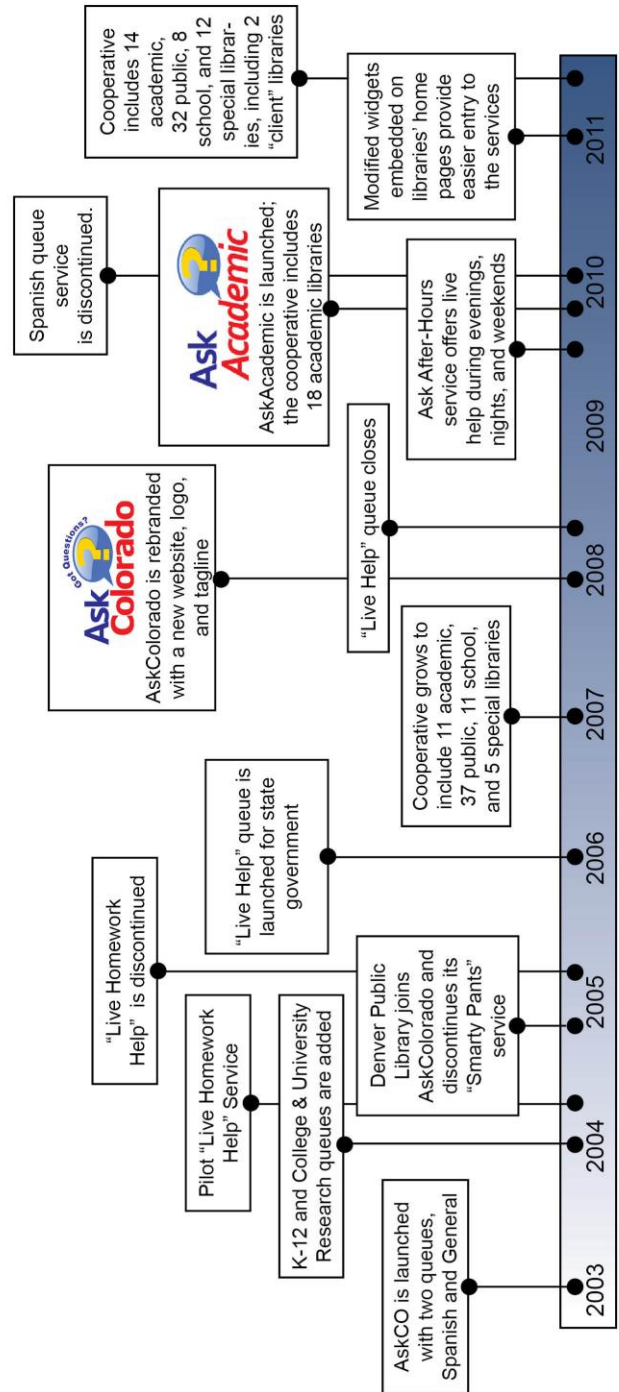 AskCO is launched
with two queues,
Spanish and General
K-12 and College & University
Research queues are added
Pilot “Live Homework
Help” Service
Denver Public
Library joins
AskColorado and
discontinues its
“Smarty Pants”
service
“Live Homework
Help” is discontinued
“Live Help” queue is
launched for state
government
Cooperative grows to
include 11 academic,
37 public, 11 school,
and 5 special libraries
Got Questions?
Ask
Colorado
?
AskColorado is rebranded
with a new website, logo,
and tagline
“Live Help” queue closes
Ask After-Hours
service offers live
help during evenings,
nights, and weekends
Ask
Academic
?
AskAcademic is launched;
the cooperative includes
18 academic libraries
Spanish queue
service
is discontinued.
Modified widgets
embedded on
libraries’ home
pages provide
easier entry to
the services
Cooperative
includes 14
academic,
32 public, 8
school, and 12
special librar-
ies, including 2
“client” libraries
2003
2004
2005
2006
2007
2008
2009
2010
2011